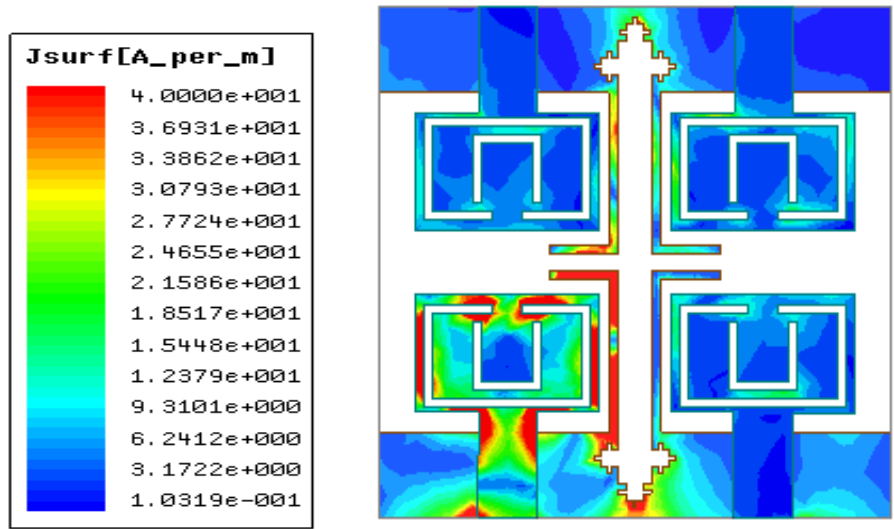 Jsurf[A_per_m]
4.0000e+001
3.6931e+001
3.3862e+001
3.0793e+001
2.7724e+001
2.4655e+001
2.1586e+001
1.8517e+001
1.5448e+001
1.2379e+001
9.3101e+000
6.2412e+000
3.1722e+000
1.0319e-001